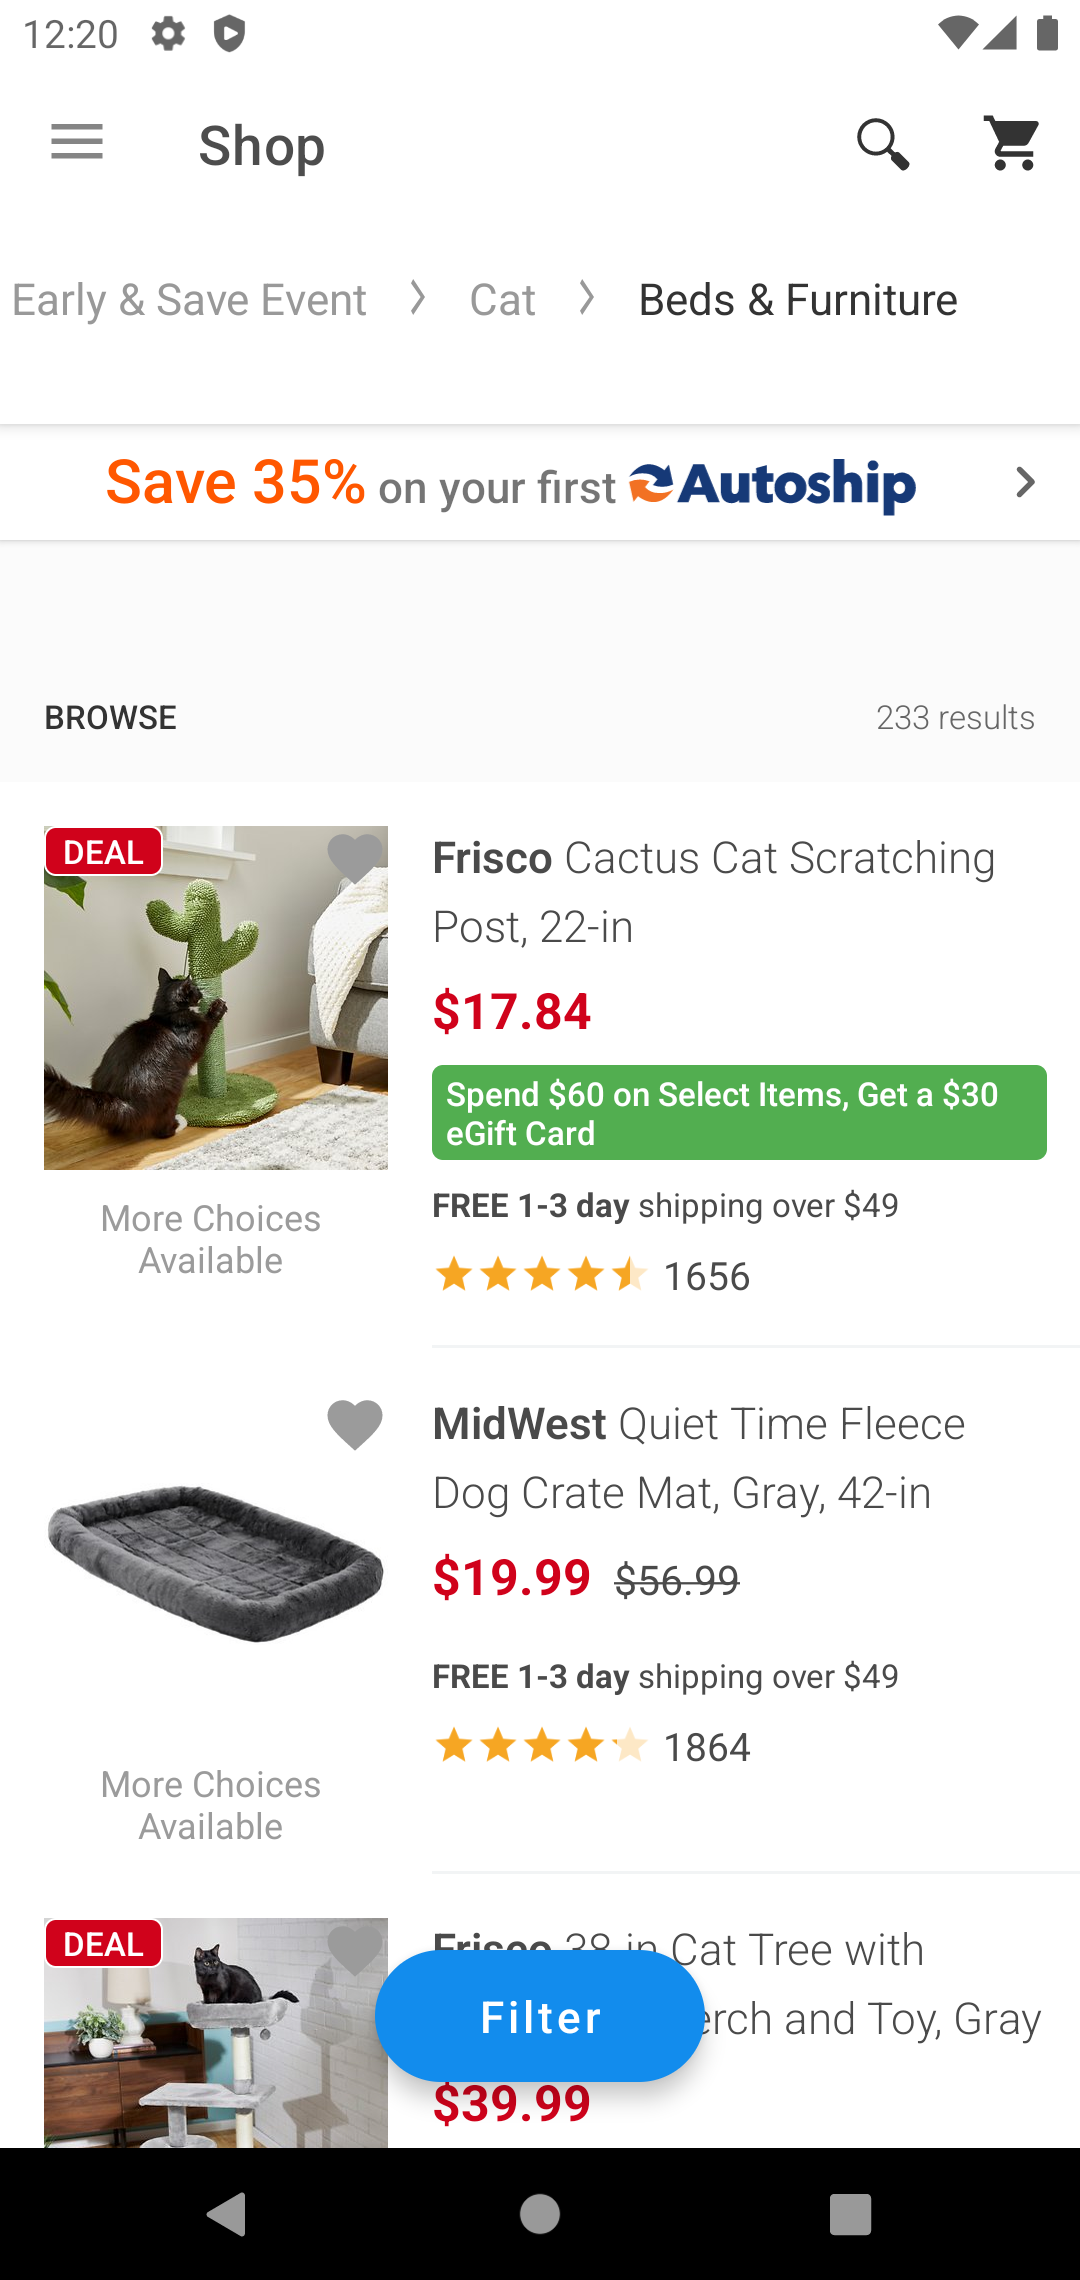 12:20
Shop
Early & Save Event
Cat
Beds & Furniture
Save 35% on your first Autoship
BROWSE
233 results
DEAL
Frisco Cactus Cat Scratching
Post, 22-in
$17.84
Spend $60 on Select Items, Get a $30
eGift Card
FREE 1-3 day shipping over $49
1656
More Choices
Available
MidWest Quiet Time Fleece
Dog Crate Mat, Gray, 42-in
$19.99 $56.99
FREE 1-3 day shipping over $49
1864
More Choices
Available
DEAL
Frisco 38 in Cat Tree with
and Toy, Gray
Filter
$39.99